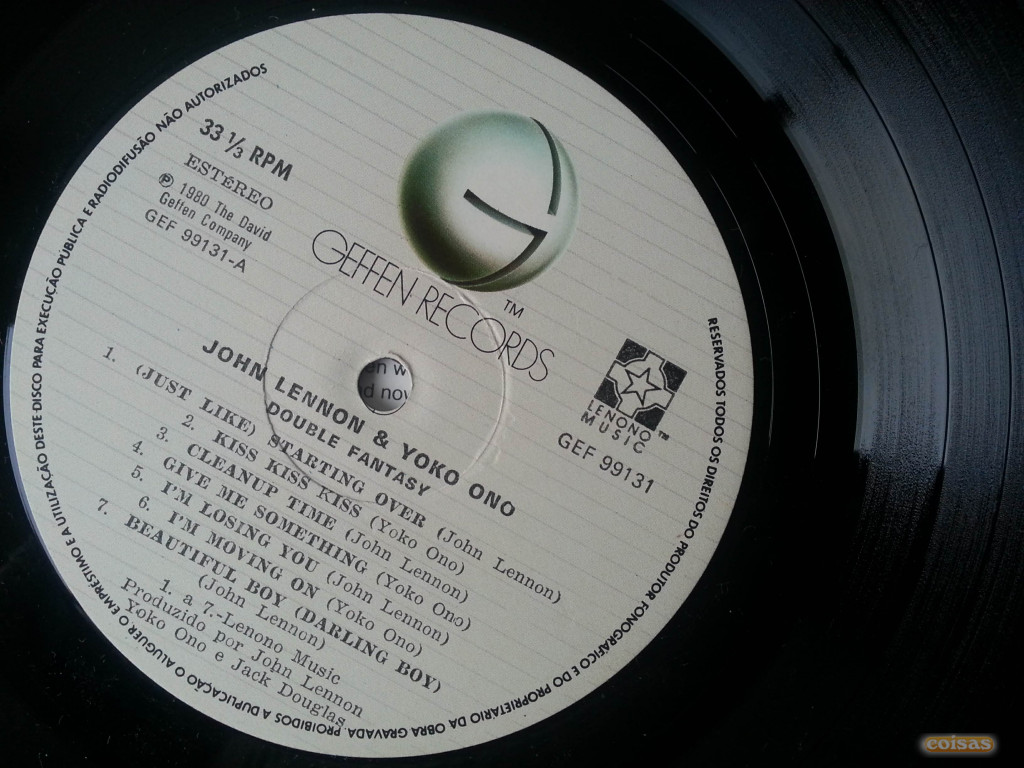 33 1/3 RPM
ESTÉREO
℗ 1980 The David
Geffen Company
GEF 99131-A
GEFFEN RECORDS
TM
LENONO™
MUSIC
GEF 99131
JOHN LENNON & YOKO ONO
DOUBLE FANTASY
1. (JUST LIKE) STARTING OVER (John Lennon)
2. KISS KISS KISS (Yoko Ono)
3. CLEANUP TIME (John Lennon)
4. GIVE ME SOMETHING (Yoko Ono)
5. I'M LOSING YOU (John Lennon)
6. I'M MOVING ON (Yoko Ono)
7. BEAUTIFUL BOY (DARLING BOY)
(John Lennon)
1. a 7.-Lenono Music
Produzido por John Lennon
Yoko Ono e Jack Douglas.
RESERVADOS TODOS OS DIREITOS DO PRODUTOR FONOGRÁFICO E DO PROPRIETÁRIO DA OBRA GRAVADA. PROIBIDOS A DUPLICAÇÃO O ALUGUER O EMPRÉSTIMO E A UTILIZAÇÃO DESTE DISCO PARA EXECUÇÃO PÚBLICA E RADIODIFUSÃO NÃO AUTORIZADOS
en w
d nov
coisas